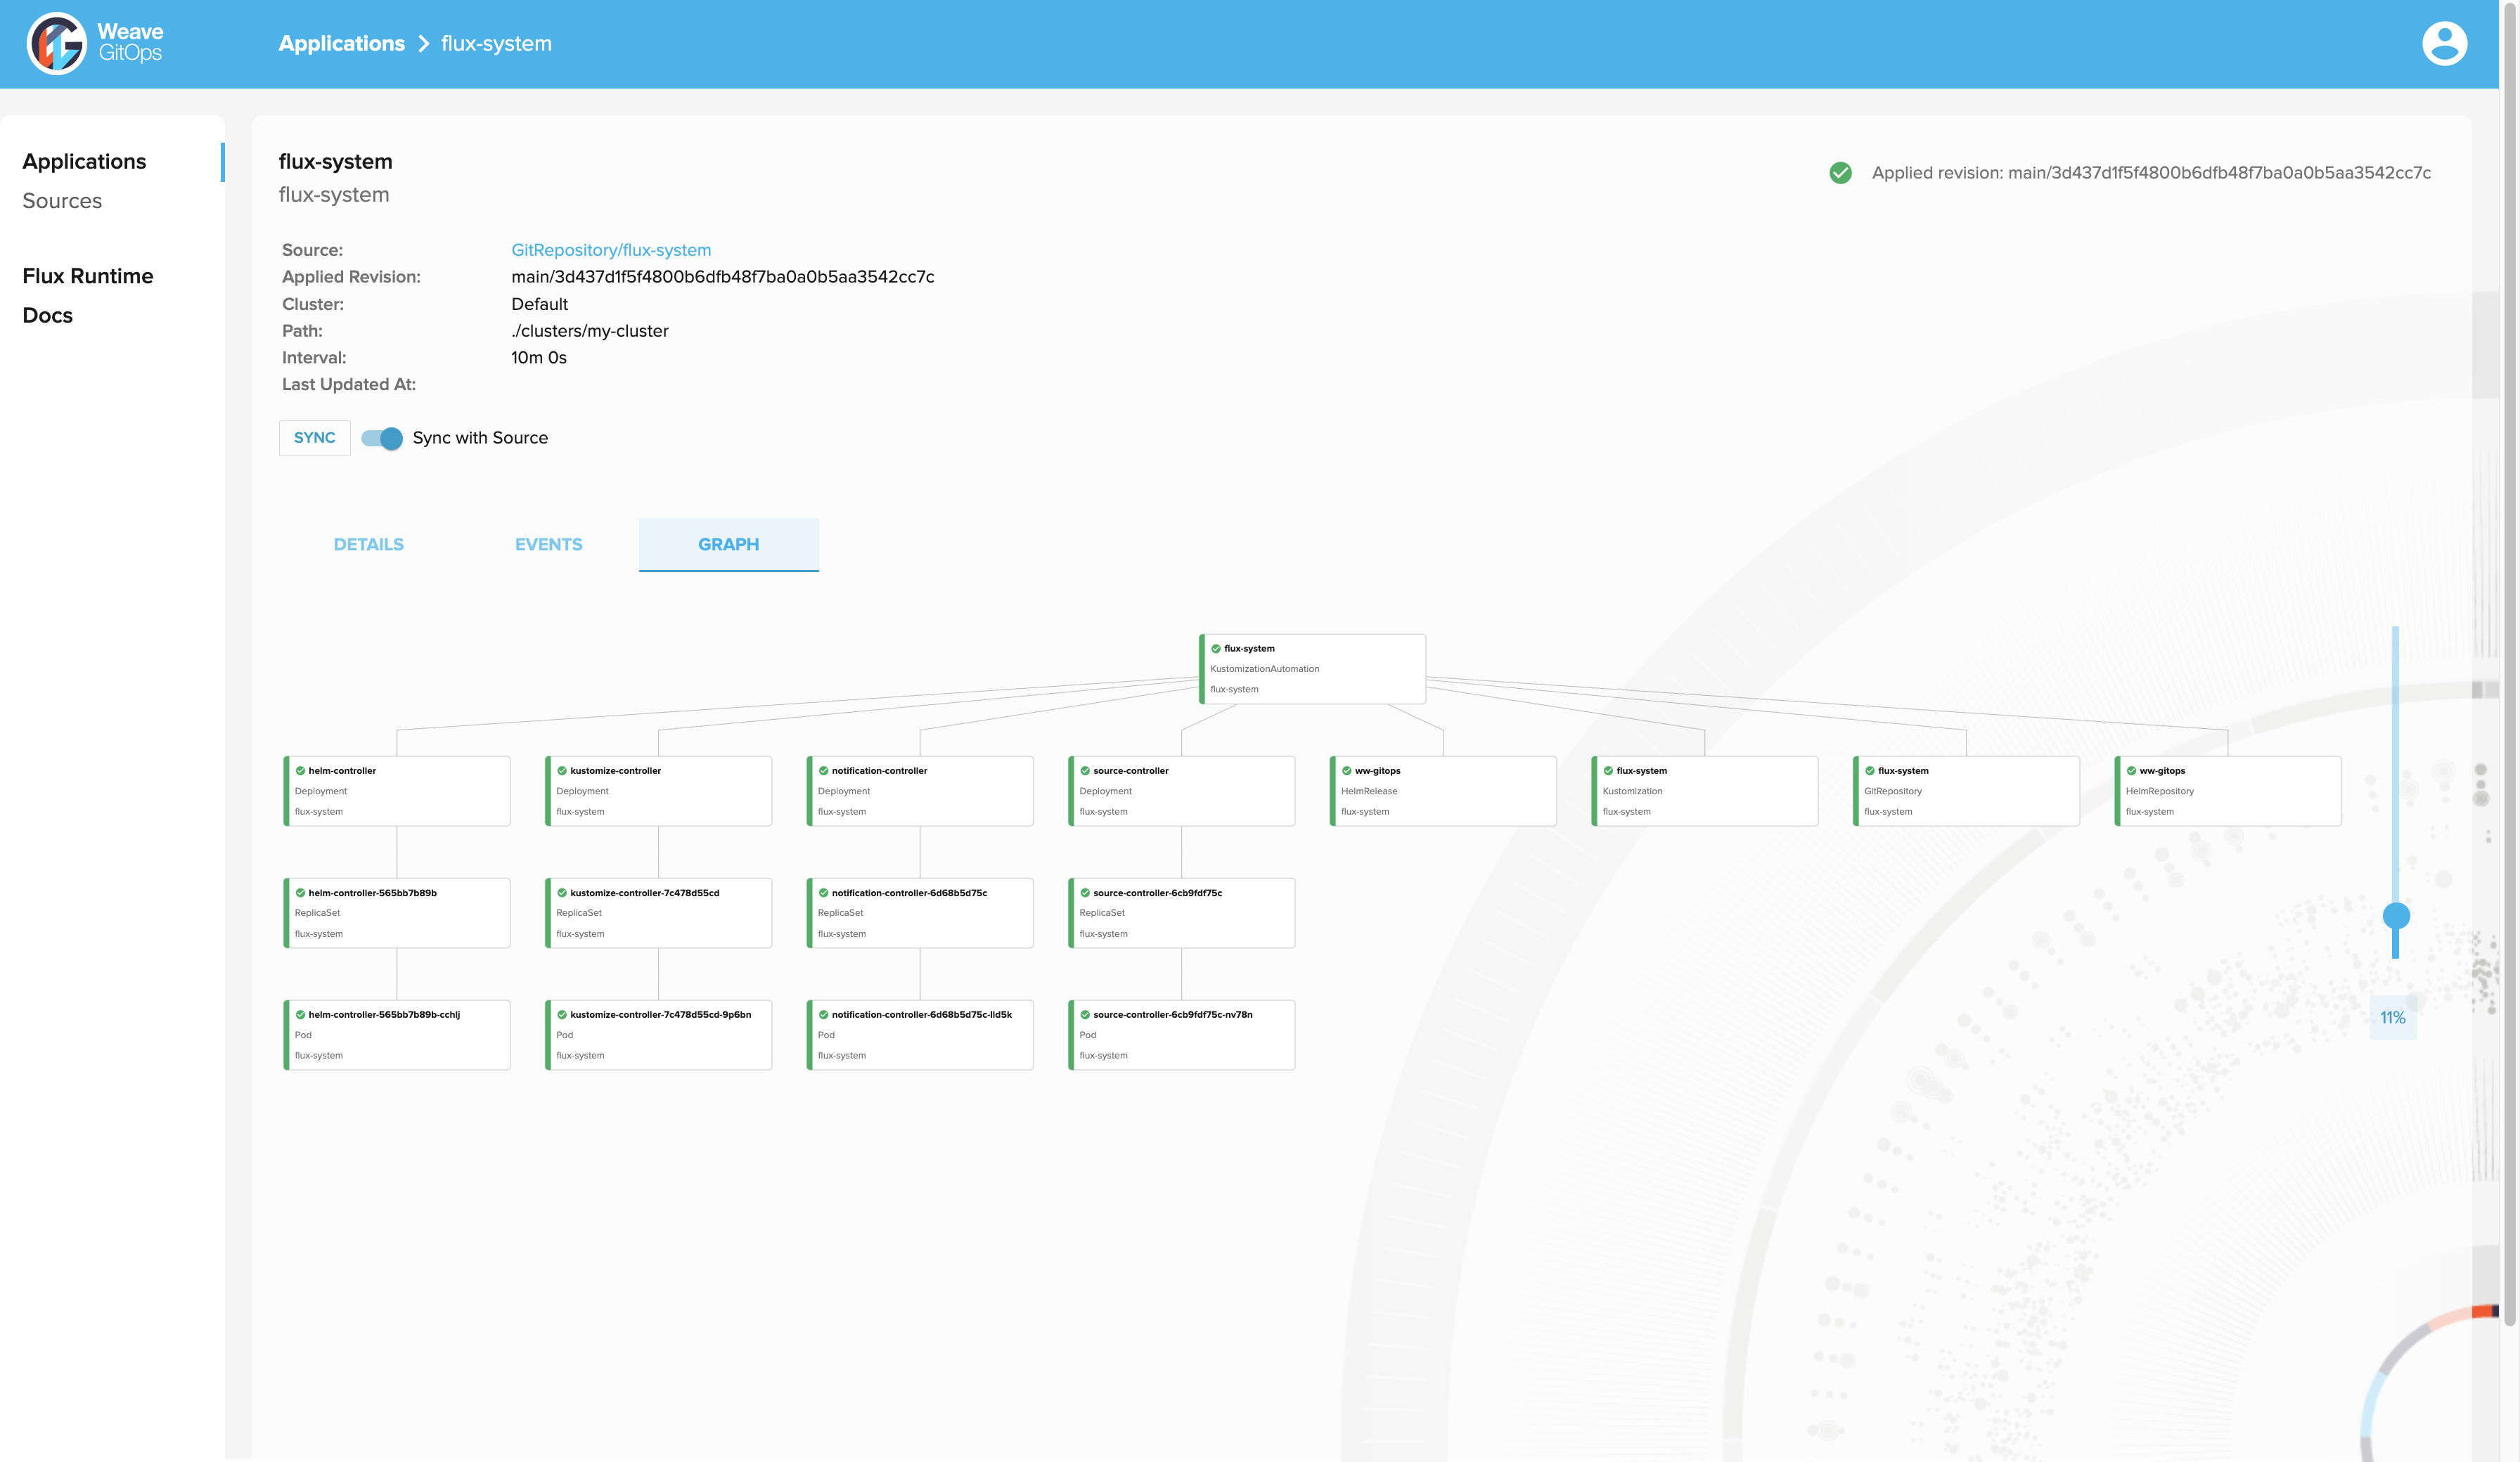 Weave
GitOps
Applications > flux-system
Applications
Sources
Flux Runtime
Docs
flux-system
flux-system
Applied revision: main/3d437d1f5f4800b6dfb48f7ba0a0b5aa3542cc7c
Source: GitRepository/flux-system
Applied Revision: main/3d437d1f5f4800b6dfb48f7ba0a0b5aa3542cc7c
Cluster: Default
Path: ./clusters/my-cluster
Interval: 10m 0s
Last Updated At:
SYNC Sync with Source
DETAILS EVENTS GRAPH
flux-system
KustomizationAutomation
flux-system
helm-controller kustomize-controller notification-controller source-controller ww-gitops flux-system flux-system ww-gitops
Deployment Deployment Deployment Deployment HelmRelease Kustomization GitRepository HelmRepository
flux-system flux-system flux-system flux-system flux-system flux-system flux-system flux-system
helm-controller-565bb7b89b kustomize-controller-7c478d55cd notification-controller-6d68b5d75c source-controller-6cb9fdf75c
ReplicaSet ReplicaSet ReplicaSet ReplicaSet
flux-system flux-system flux-system flux-system
helm-controller-565bb7b89b-cchlj kustomize-controller-7c478d55cd-9p6bn notification-controller-6d68b5d75c-lld5k source-controller-6cb9fdf75c-nv78n
Pod Pod Pod Pod
flux-system flux-system flux-system flux-system
11%